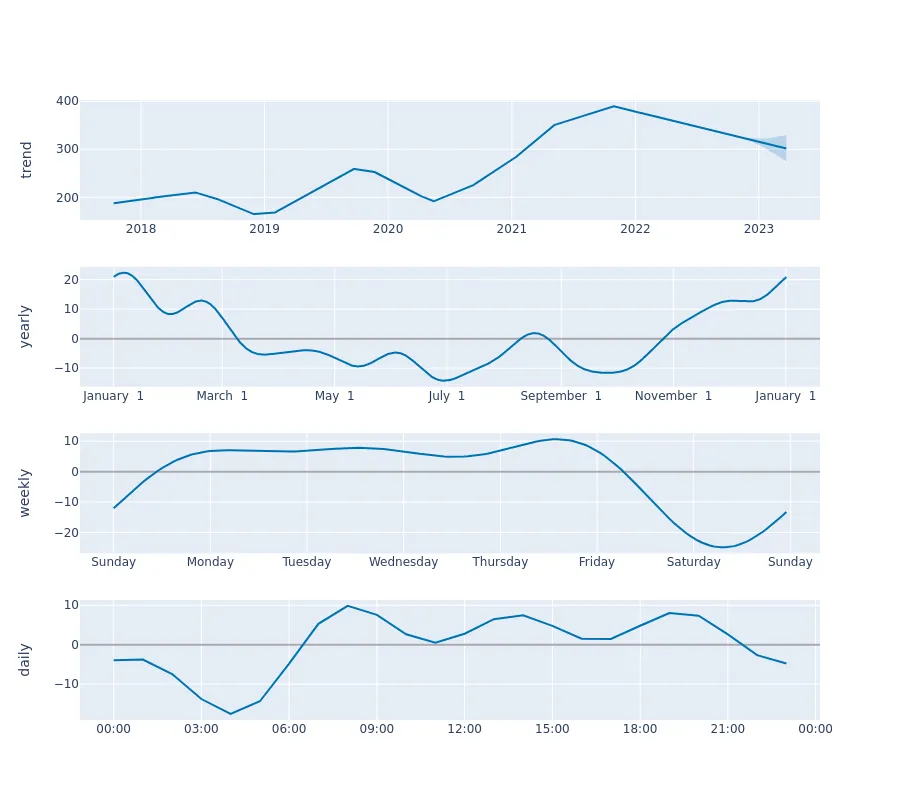 trend
400
300
200
2018 2019 2020 2021 2022 2023
yearly
20
10
0
−10
January 1 March 1 May 1 July 1 September 1 November 1 January 1
weekly
10
0
−10
−20
Sunday Monday Tuesday Wednesday Thursday Friday Saturday Sunday
daily
10
0
−10
00:00 03:00 06:00 09:00 12:00 15:00 18:00 21:00 00:00